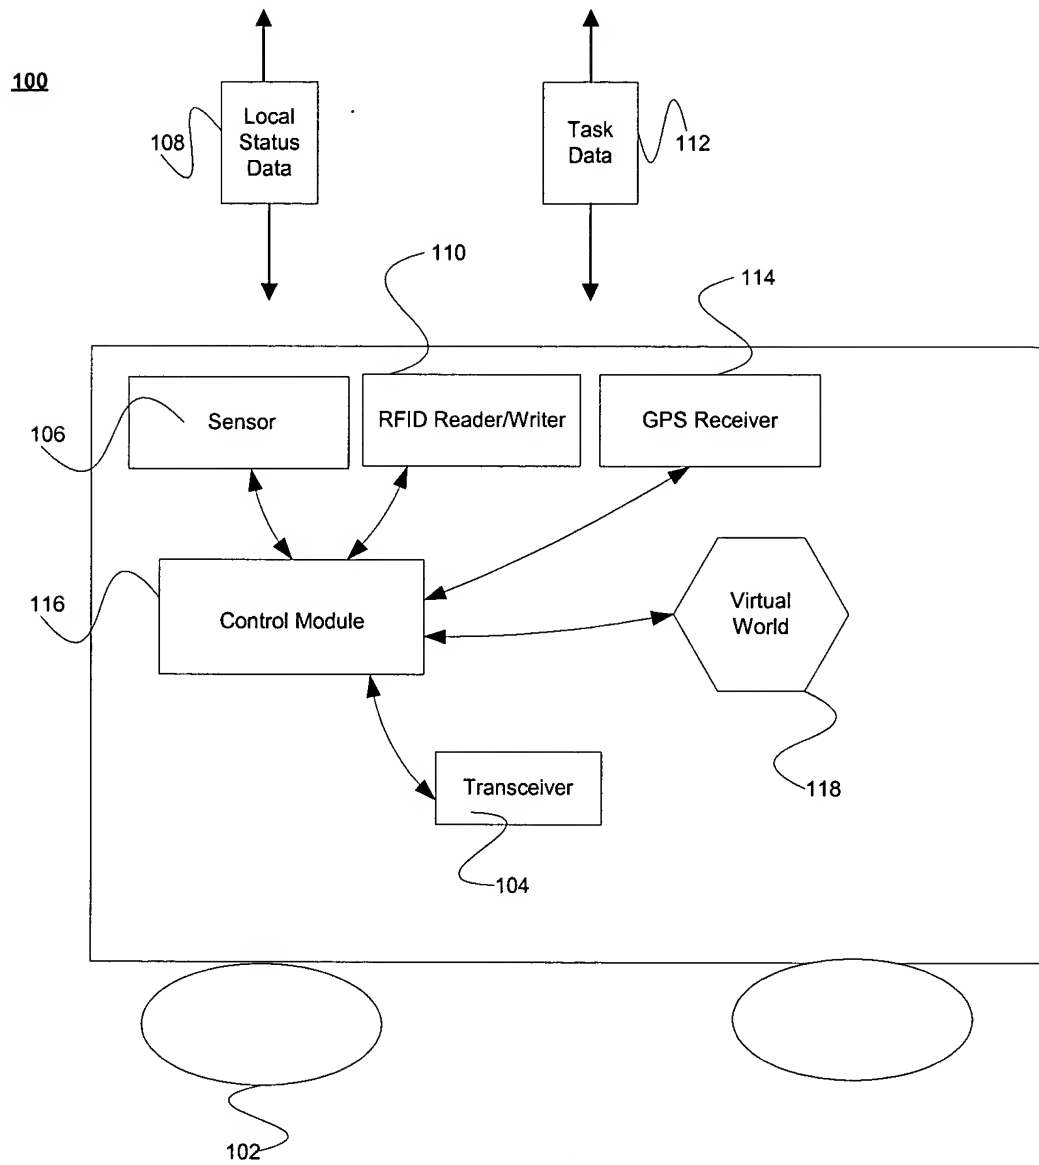 100
Local
Status
Data
108
Task
Data
112
110
114
Sensor
RFID Reader/Writer
GPS Receiver
106
116
Control Module
Virtual
World
Transceiver
118
104
102